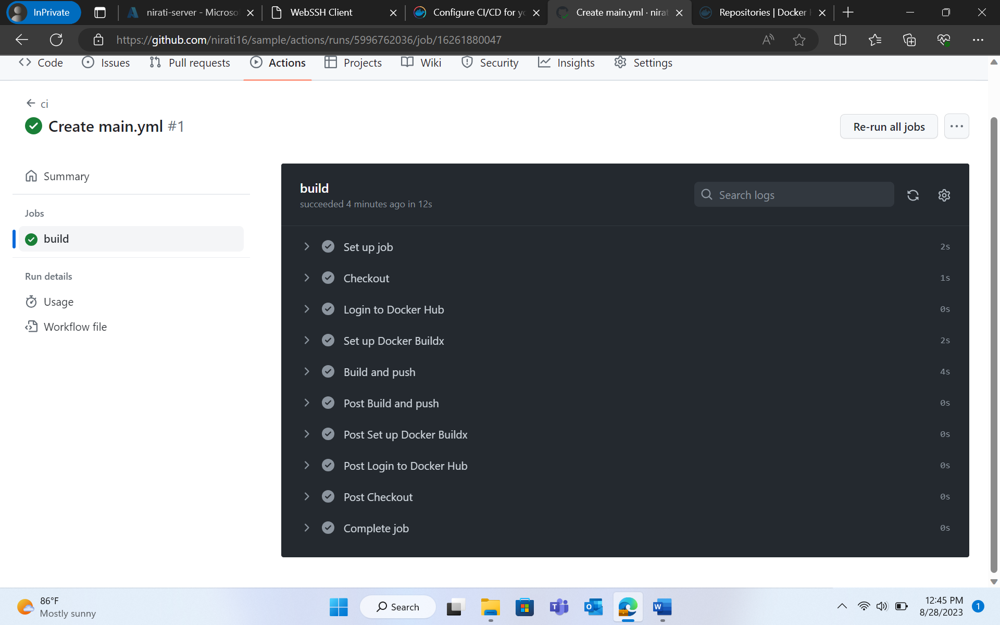 InPrivate
nirati-server - Microso
WebSSH Client
Configure CI/CD for yo
Create main.yml · nirat
Repositories | Docker H
https://github.com/nirati16/sample/actions/runs/5996762036/job/16261880047
Code
Issues
Pull requests
Actions
Projects
Wiki
Security
Insights
Settings
ci
Create main.yml #1
Re-run all jobs
Summary
Jobs
build
Run details
Usage
Workflow file
build
succeeded 4 minutes ago in 12s
Search logs
Set up job 2s
Checkout 1s
Login to Docker Hub 0s
Set up Docker Buildx 2s
Build and push 4s
Post Build and push 0s
Post Set up Docker Buildx 0s
Post Login to Docker Hub 0s
Post Checkout 0s
Complete job 0s
86°F
Mostly sunny
Search
12:45 PM
8/28/2023
1